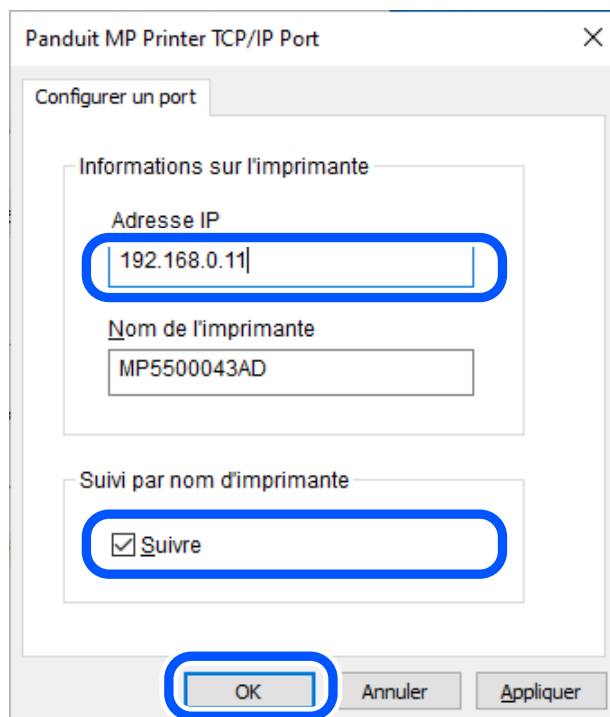 Panduit MP Printer TCP/IP Port
Configurer un port
Informations sur l'imprimante
Adresse IP
192.168.0.11
Nom de l'imprimante
MP5500043AD
Suivi par nom d'imprimante
Suivre
OK Annuler Appliquer